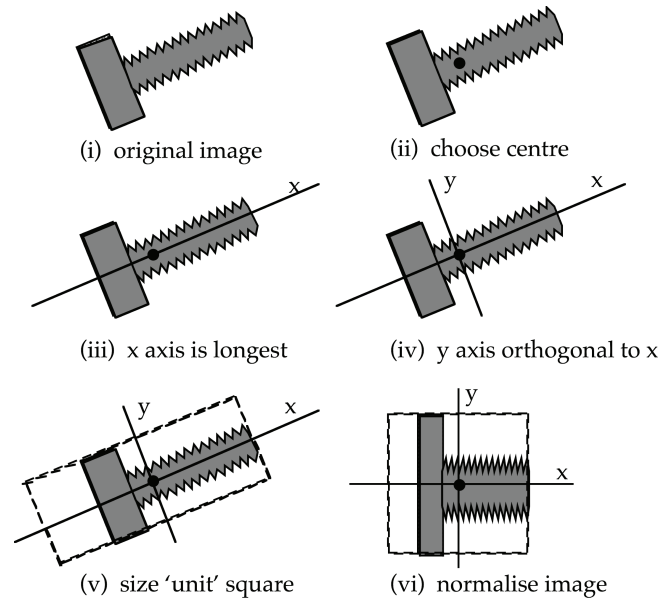 (i) original image
(ii) choose centre
x
y
x
(iii) x axis is longest
(iv) y axis orthogonal to x
y
x
y
x
(v) size ‘unit’ square
(vi) normalise image